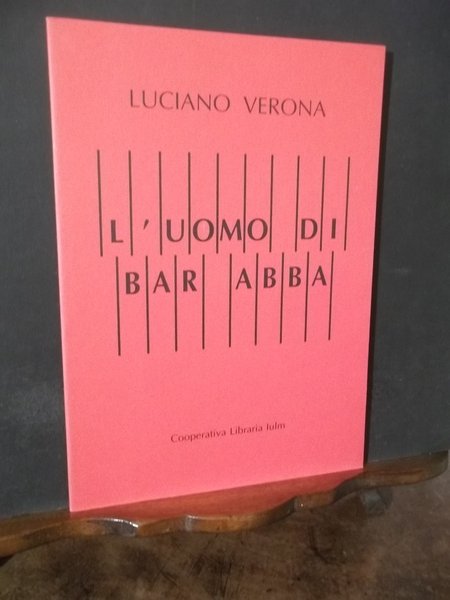 LUCIANO VERONA
L'UOMO DI
BAR ABBA
Cooperativa Libraria Iulm